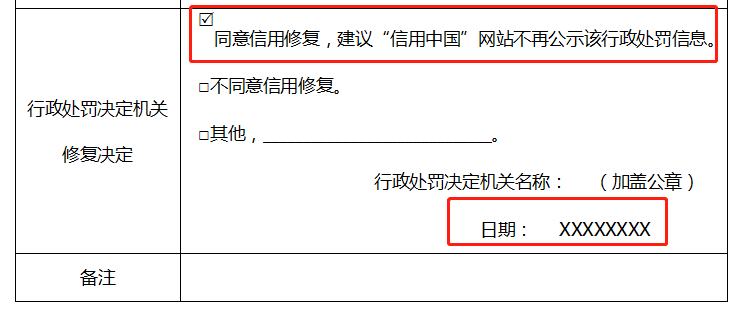 ☑
同意信用修复，建议“信用中国”网站不再公示该行政处罚信息。
□不同意信用修复。
行政处罚决定机关
□其他，__________________________。
修复决定
行政处罚决定机关名称： （加盖公章）
日期： XXXXXXXX
备注